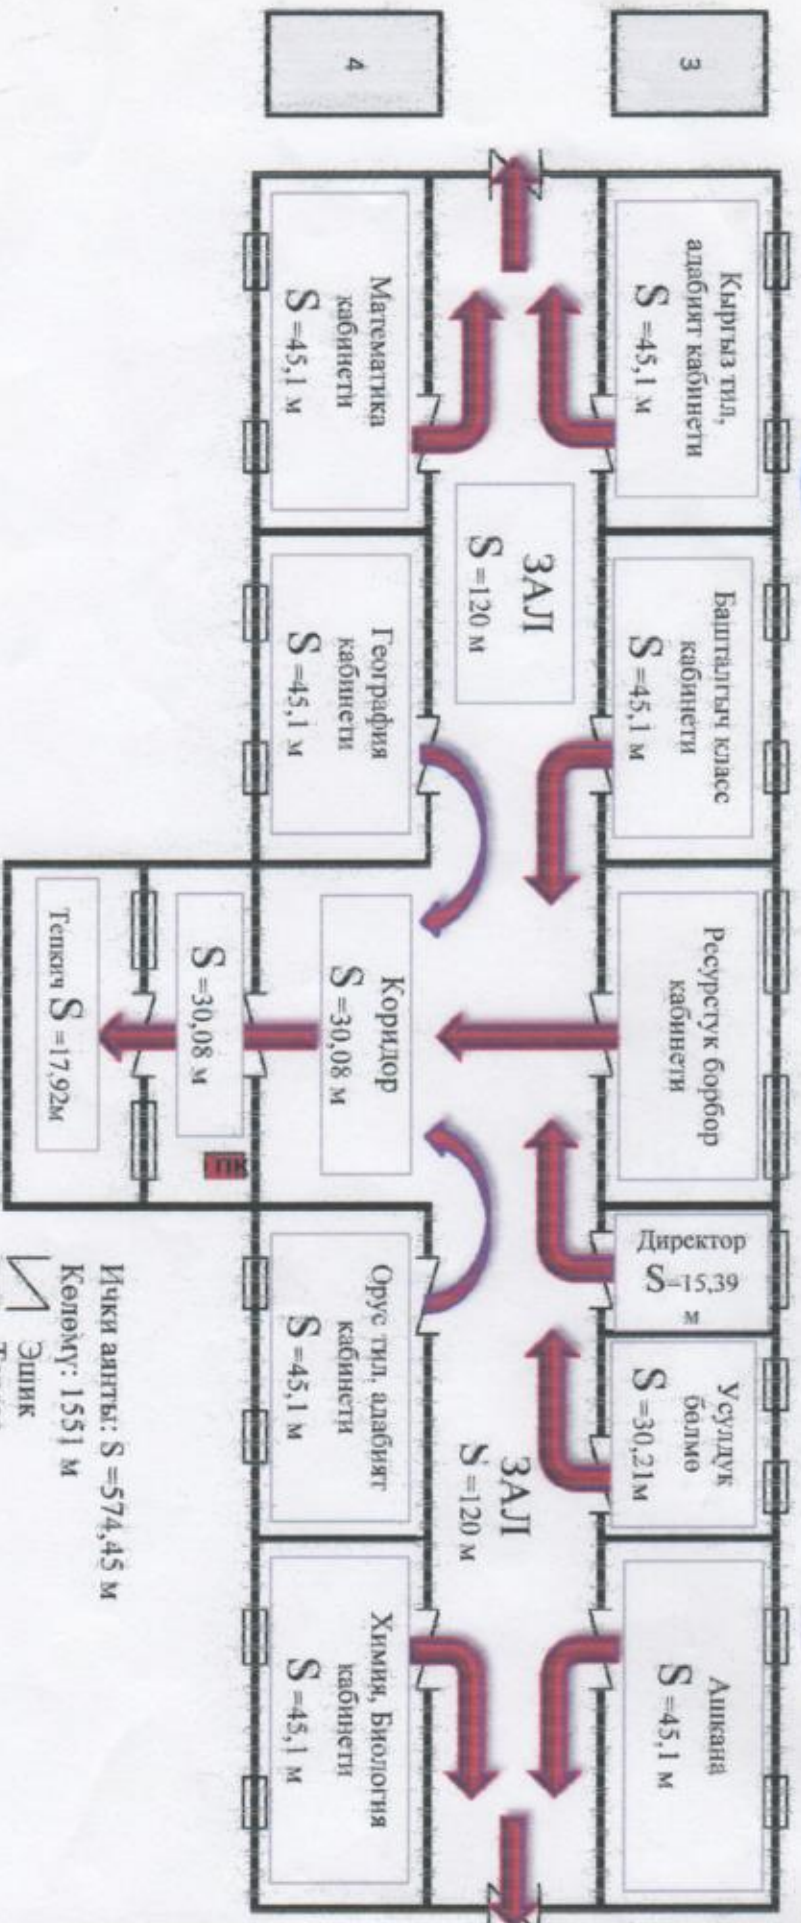 3
4
Кыргыз тил,
адабият кабинети
S =45,1 м
Башталгыч класс
кабинети
S =45,1 м
Ресурстук борбор
кабинети
Директор
S=15,39
м
Усулдук
бөлмө
S =30,21м
Ашкана
S =45,1 м
ЗАЛ
S =120 м
ЗАЛ
S =120 м
Математика
кабинети
S =45,1 м
География
кабинети
S =45,1 м
Коридор
S =30,08 м
Орус тил, адабият
кабинети
S =45,1 м
Химия, Биология
кабинети
S =45,1 м
S =30,08 м
ПК
Тепкич S =17,92м
Ички аянты: S =574,45 м
Көлөмү: 1551 м
Эшик